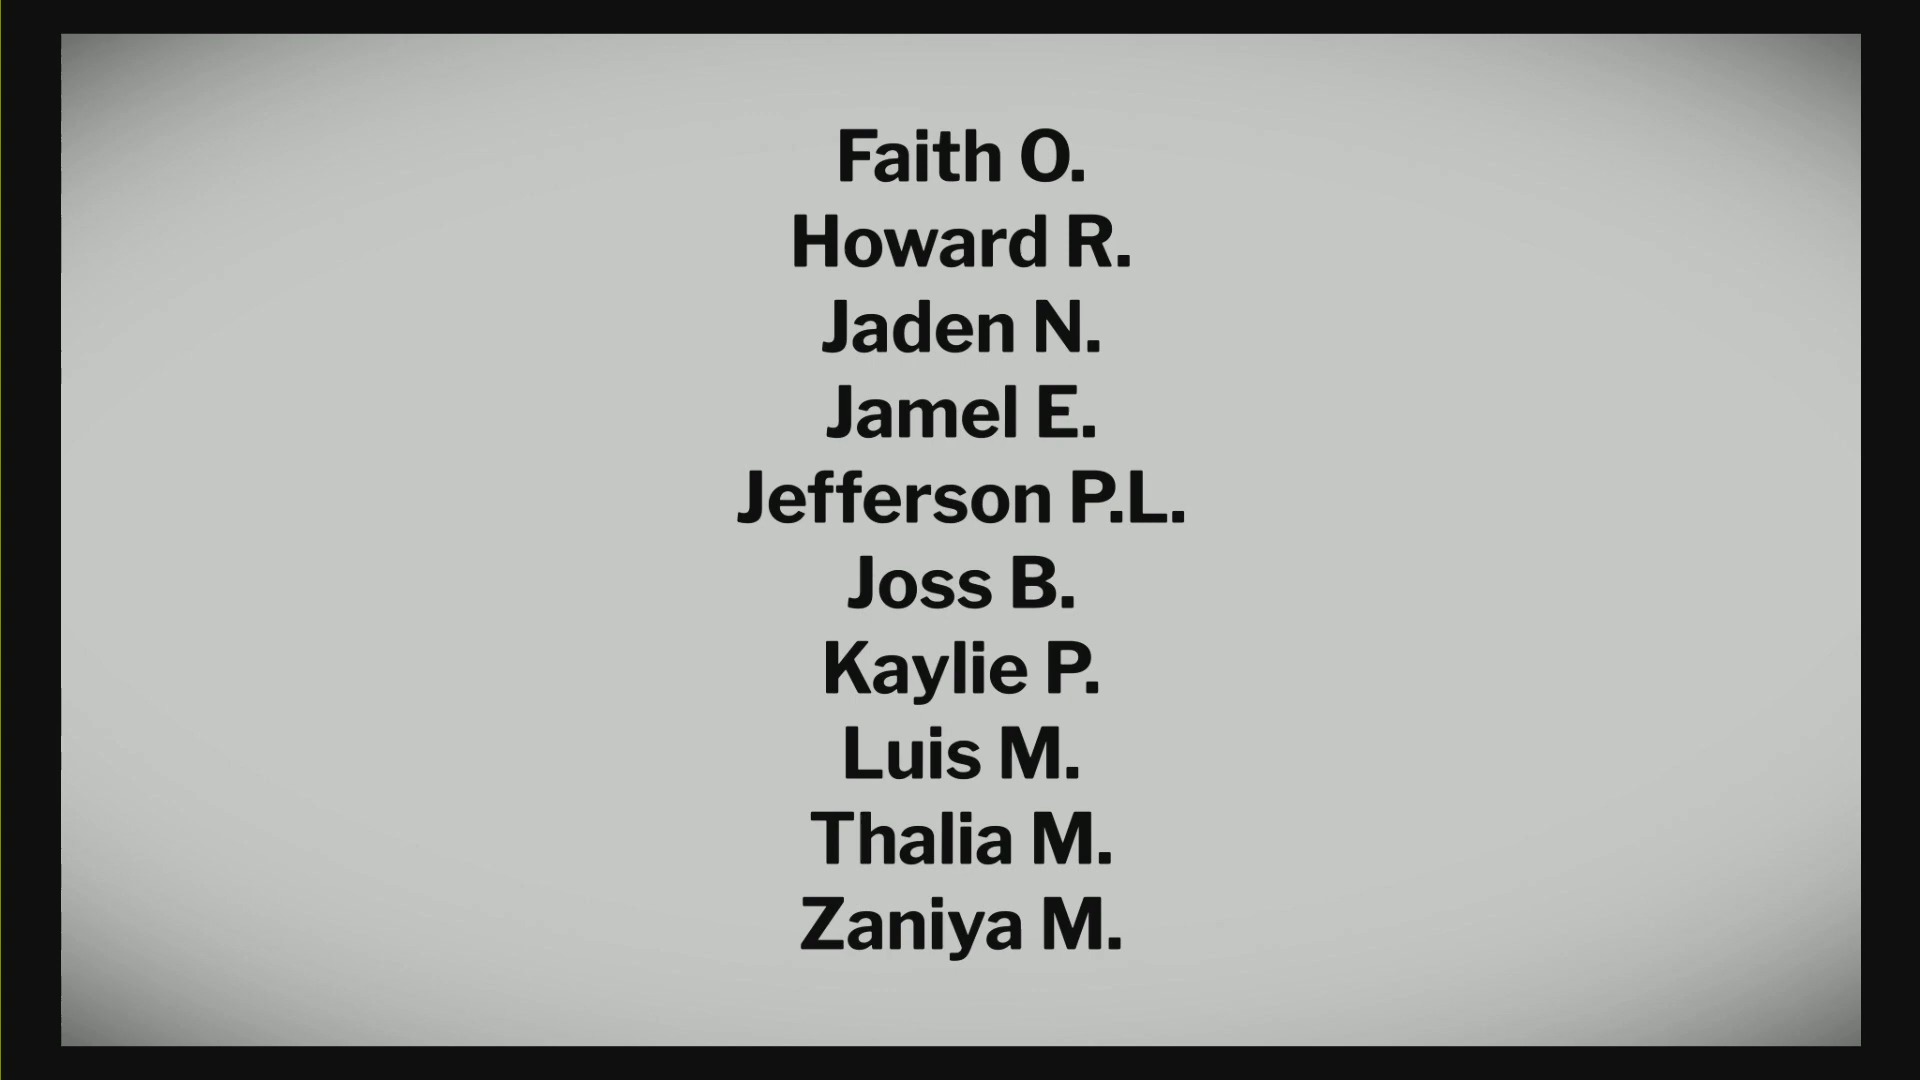 Faith O.
Howard R.
Jaden N.
Jamel E.
Jefferson P.L.
Joss B.
Kaylie P.
Luis M.
Thalia M.
Zaniya M.